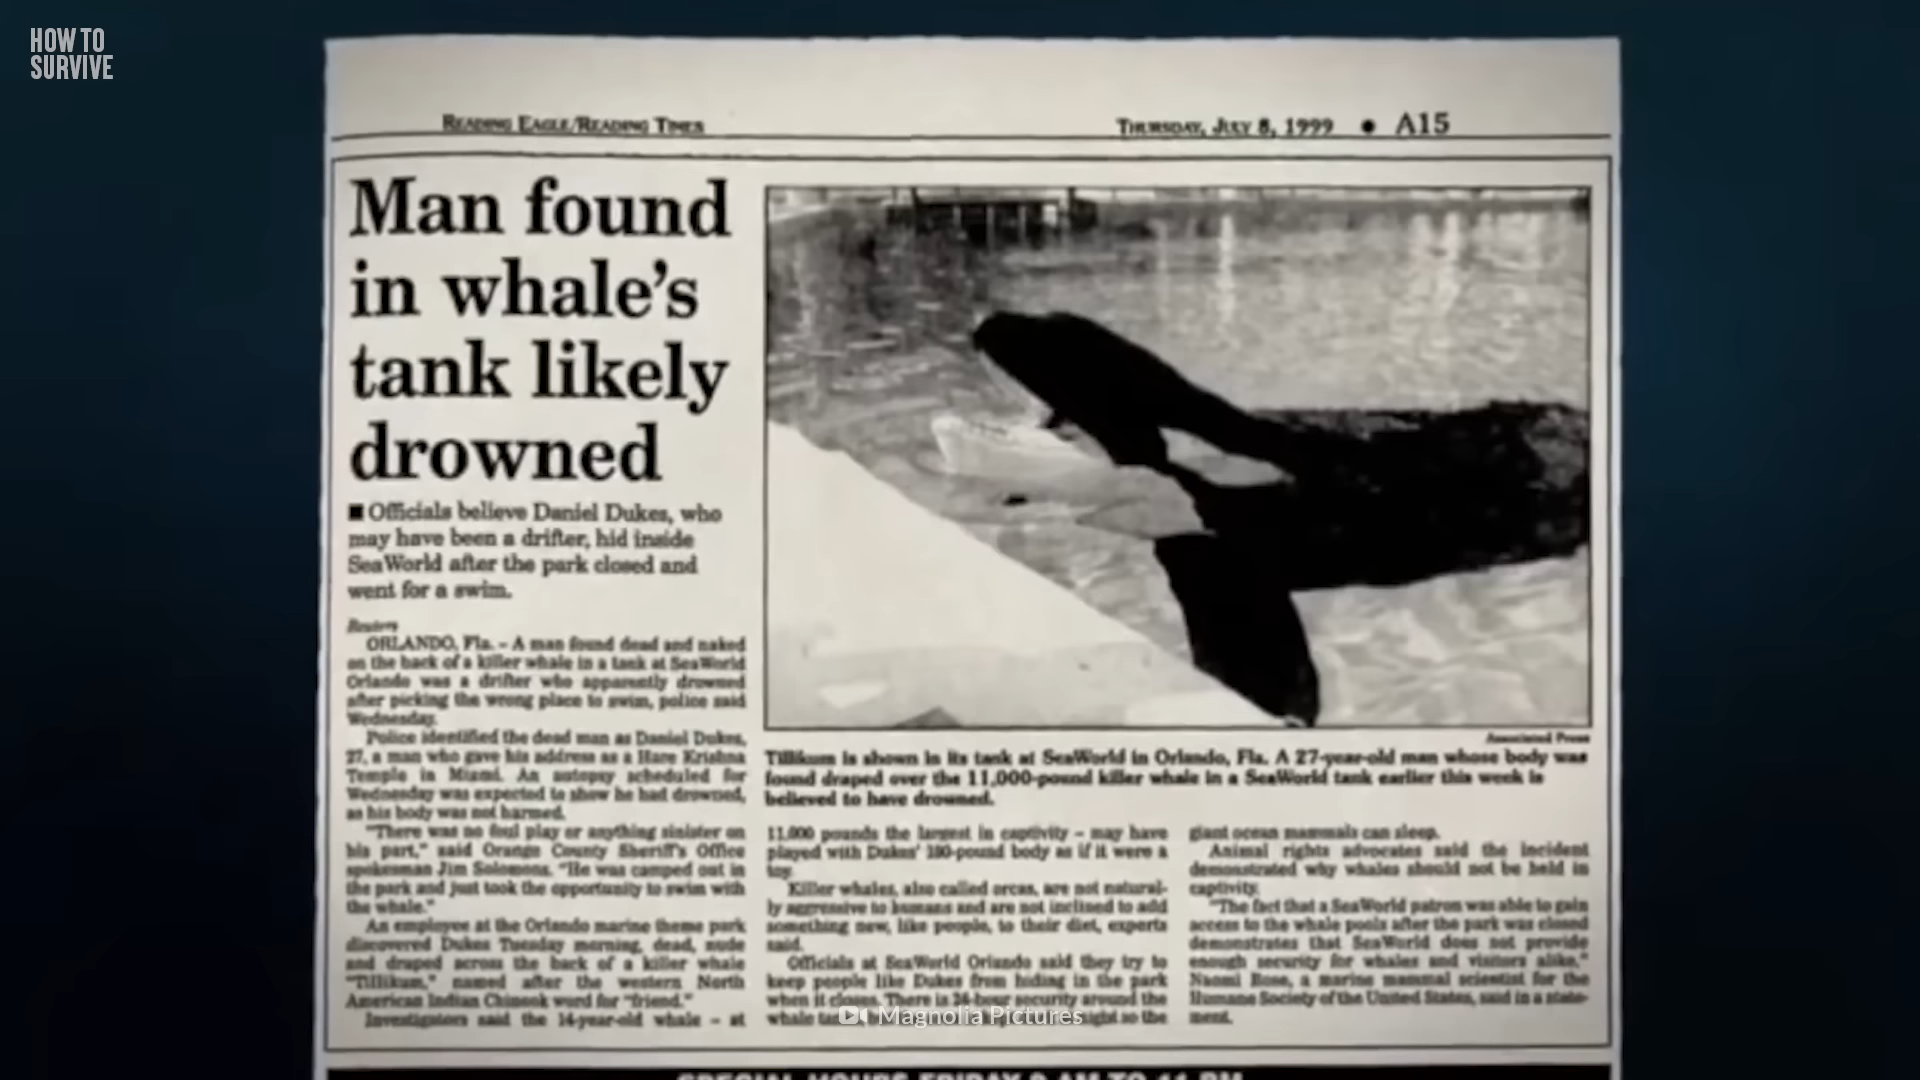 HOW TO
SURVIVE
READING EAGLE/READING TIMES
THURSDAY, JULY 8, 1999 ● A15
Man found
in whale's
tank likely
drowned
■ Officials believe Daniel Dukes, who
may have been a drifter, hid inside
SeaWorld after the park closed and
went for a swim.
Reuters
ORLANDO, Fla. – A man found dead and naked
on the back of a killer whale in a tank at SeaWorld
Orlando was a drifter who apparently drowned
after picking the wrong place to swim, police said
Wednesday.
Police identified the dead man as Daniel Dukes,
27, a man who gave his address as a Hare Krishna
Temple in Miami. An autopsy scheduled for
Wednesday was expected to show he had drowned,
as his body was not harmed.
"There was no foul play or anything sinister on
his part," said Orange County Sheriff's Office
spokesman Jim Solomons. "He was camped out in
the park and just took the opportunity to swim with
the whale."
An employee at the Orlando marine theme park
discovered Dukes Tuesday morning, dead, nude
and draped across the back of a killer whale
"Tillikum," named after the western North
American Indian Chinook word for "friend."
Investigators said the 14-year-old whale – at
Associated Press
Tillikum is shown in its tank at SeaWorld in Orlando, Fla. A 27-year-old man whose body was
found draped over the 11,000-pound killer whale in a SeaWorld tank earlier this week is
believed to have drowned.
11,000 pounds the largest in captivity – may have
played with Dukes' 180-pound body as if it were a
toy.
Killer whales, also called orcas, are not natural-
ly aggressive to humans and are not inclined to add
something new, like people, to their diet, experts
said.
Officials at SeaWorld Orlando said they try to
keep people like Dukes from hiding in the park
when it closes. There is 24-hour security around the
whale so the
giant ocean mammals can sleep.
Animal rights advocates said the incident
demonstrated why whales should not be held in
captivity.
"The fact that a SeaWorld patron was able to gain
access to the whale pools after the park was closed
demonstrates that SeaWorld does not provide
enough security for whales and visitors alike,"
Naomi Rose, a marine mammal scientist for the
Humane Society of the United States, said in a state-
ment.
Magnolia Pictures
SPECIAL HOURS FRIDAY 9 AM TO 11 PM